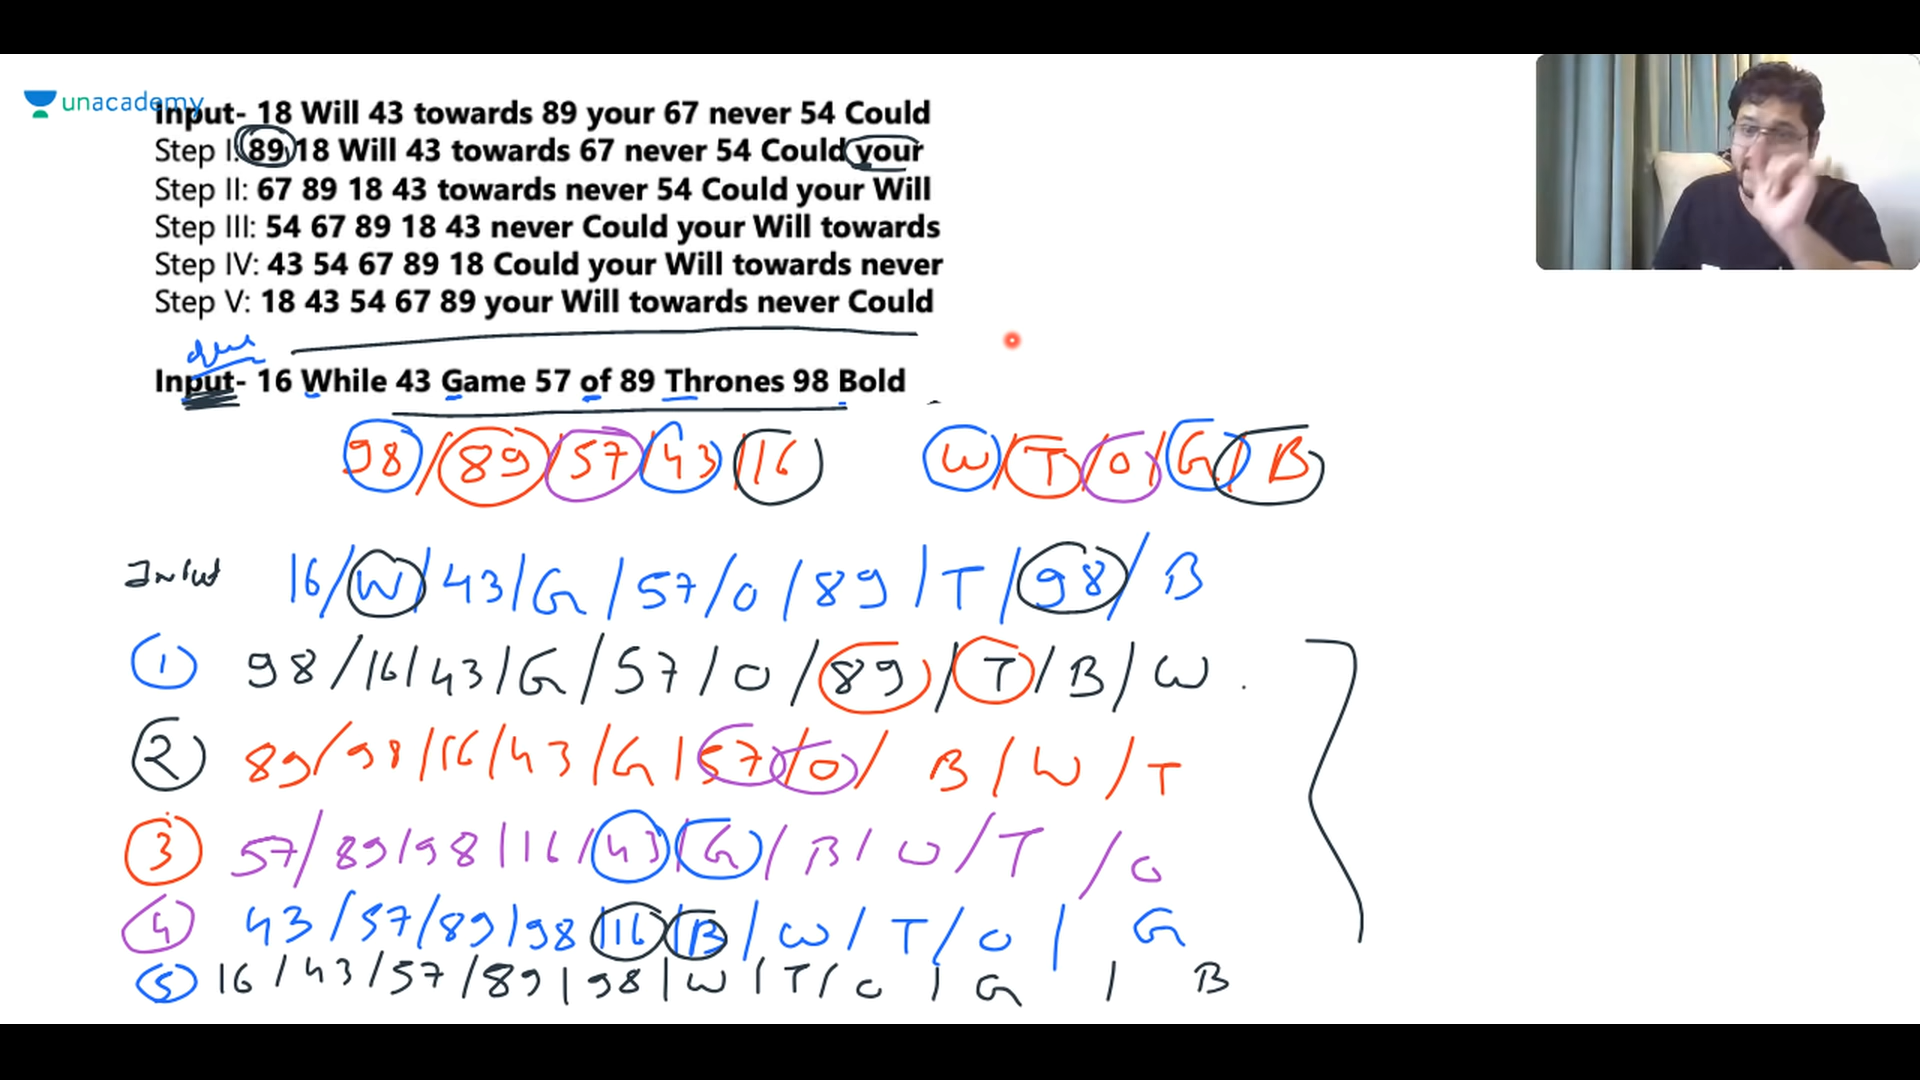 unacademy
Input- 18 Will 43 towards 89 your 67 never 54 Could
Step I: 89 18 Will 43 towards 67 never 54 Could your
Step II: 67 89 18 43 towards never 54 Could your Will
Step III: 54 67 89 18 43 never Could your Will towards
Step IV: 43 54 67 89 18 Could your Will towards never
Step V: 18 43 54 67 89 your Will towards never Could
que
Input- 16 While 43 Game 57 of 89 Thrones 98 Bold
98/89/57/43/16 W/T/O/G/B
Input 16/W/43/G/57/O/89/T/98/B
1 98/16/43/G/57/O/89/T/B/W
2 89/98/16/43/G/57/O/B/W/T
3 57/89/98/16/43/G/B/W/T/O
4 43/57/89/98/16/B/W/T/O/G
5 16/43/57/89/98/W/T/O/G/B